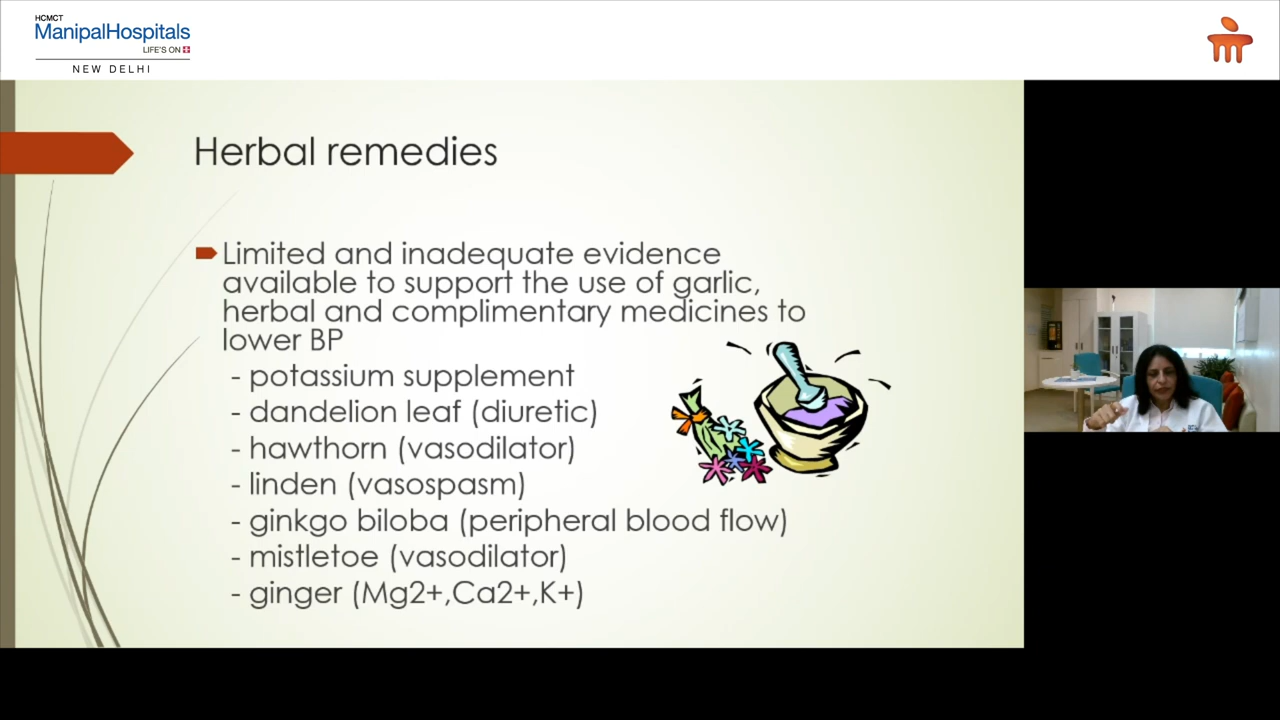 HCMCT
ManipalHospitals
LIFE'S ON
NEW DELHI
Herbal remedies
Limited and inadequate evidence
available to support the use of garlic,
herbal and complimentary medicines to
lower BP
- potassium supplement
- dandelion leaf (diuretic)
- hawthorn (vasodilator)
- linden (vasospasm)
- ginkgo biloba (peripheral blood flow)
- mistletoe (vasodilator)
- ginger (Mg2+,Ca2+,K+)